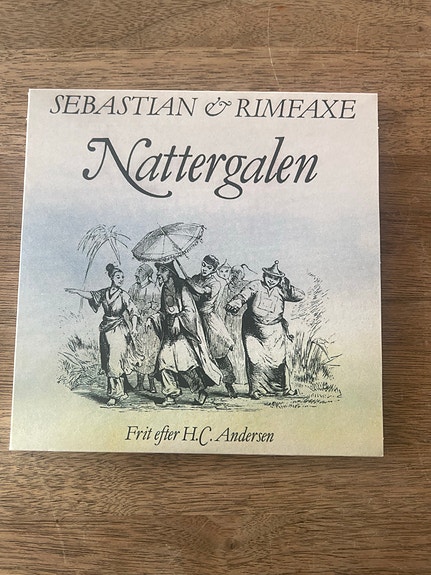 SEBASTIAN & RIMFAXE
Nattergalen
Frit efter H.C. Andersen